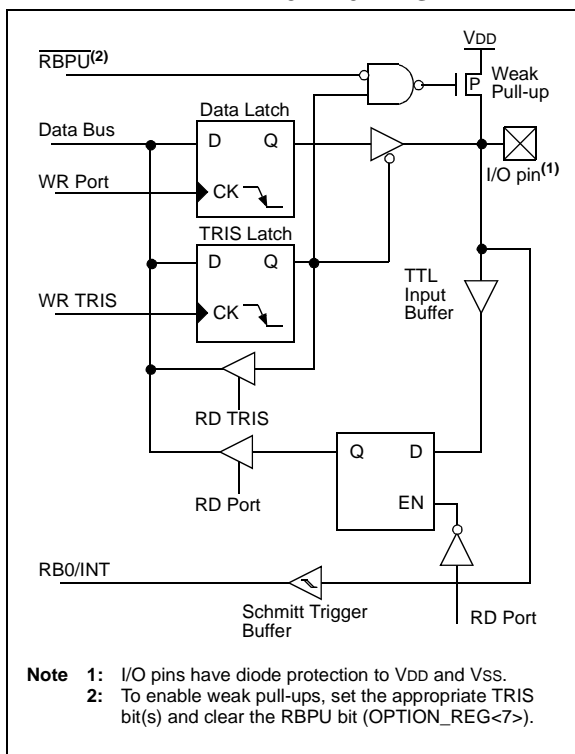 VDD
RBPU(2)
P
Weak
Pull-up
Data Latch
Data Bus
D Q
I/O pin(1)
WR Port
CK
TRIS Latch
D Q
TTL
Input
Buffer
WR TRIS
CK
RD TRIS
Q D
RD Port
EN
RB0/INT
Schmitt Trigger
Buffer
RD Port
Note 1: I/O pins have diode protection to VDD and VSS.
2: To enable weak pull-ups, set the appropriate TRIS
bit(s) and clear the RBPU bit (OPTION_REG<7>).